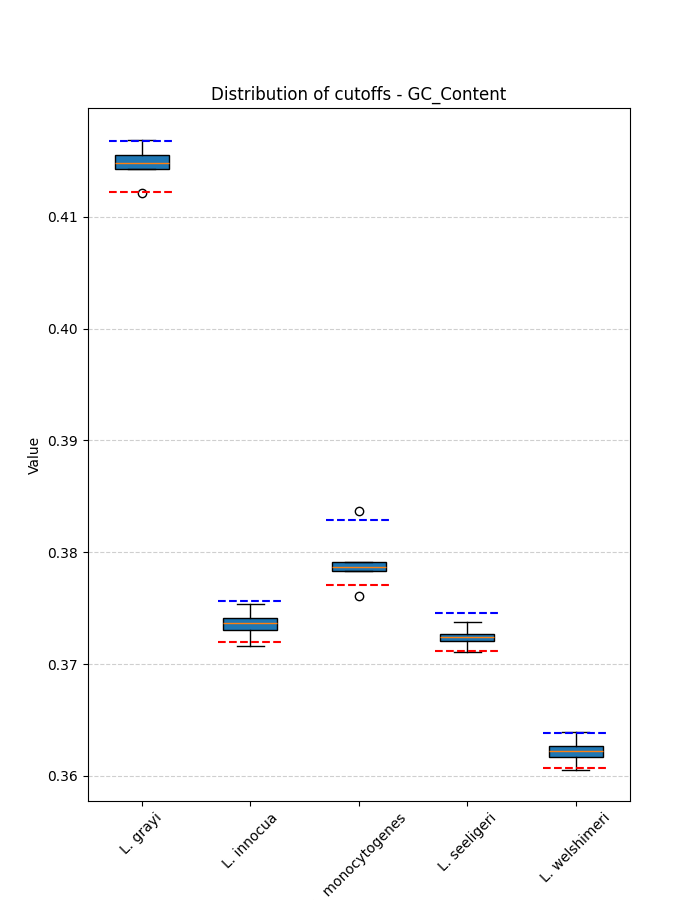 Distribution of cutoffs - GC_Content
Value
0.41
0.40
0.39
0.38
0.37
0.36
L. grayi
L. innocua
monocytogenes
L. seeligeri
L. welshimeri